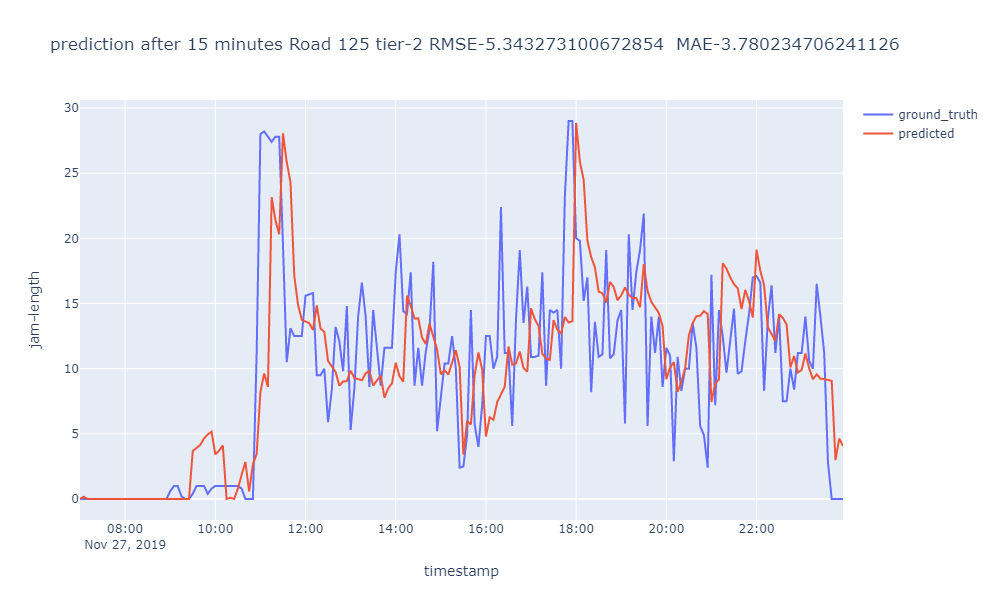 prediction after 15 minutes Road 125 tier-2 RMSE-5.343273100672854  MAE-3.780234706241126
ground_truth
predicted
30
25
20
15
10
5
0
jam-length
08:00 10:00 12:00 14:00 16:00 18:00 20:00 22:00
Nov 27, 2019
timestamp